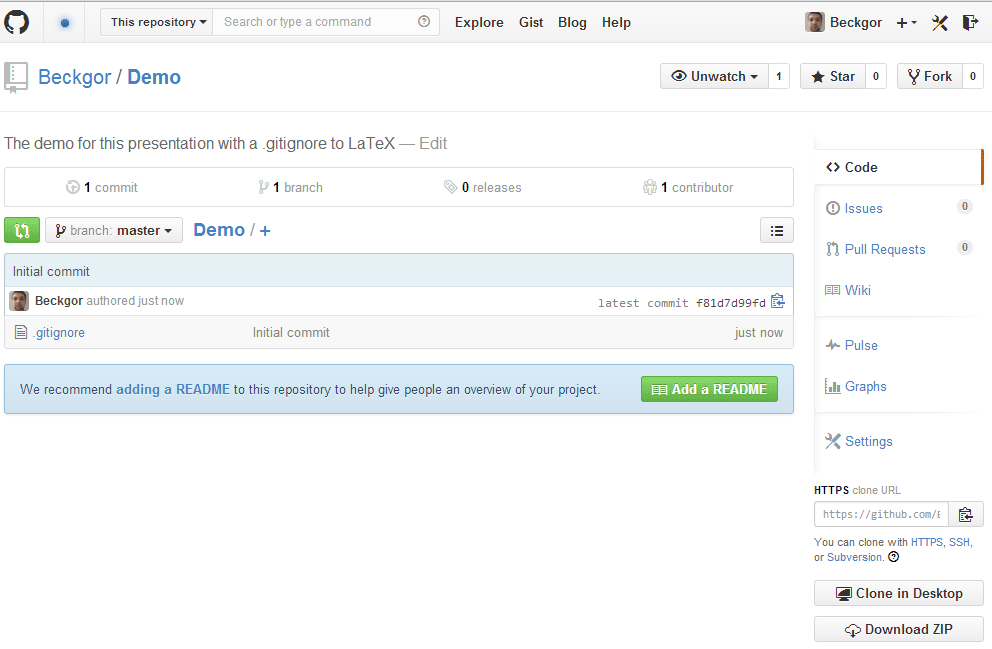 This repository Search or type a command Explore Gist Blog Help Beckgor
Beckgor / Demo Unwatch 1 Star 0 Fork 0
The demo for this presentation with a .gitignore to LaTeX — Edit
1 commit 1 branch 0 releases 1 contributor
branch: master Demo / +
Initial commit
Beckgor authored just now latest commit f81d7d99fd
.gitignore Initial commit just now
We recommend adding a README to this repository to help give people an overview of your project. Add a README
Code
Issues 0
Pull Requests 0
Wiki
Pulse
Graphs
Settings
HTTPS clone URL
https://github.com/
You can clone with HTTPS, SSH,
or Subversion.
Clone in Desktop
Download ZIP